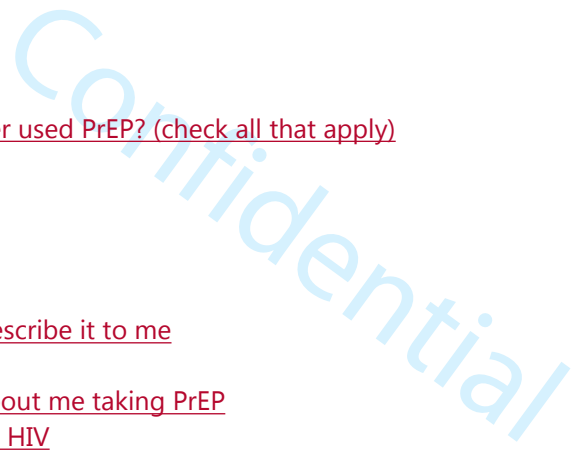 Confidential
r used PrEP? (check all that apply)
escribe it to me
out me taking PrEP
HIV